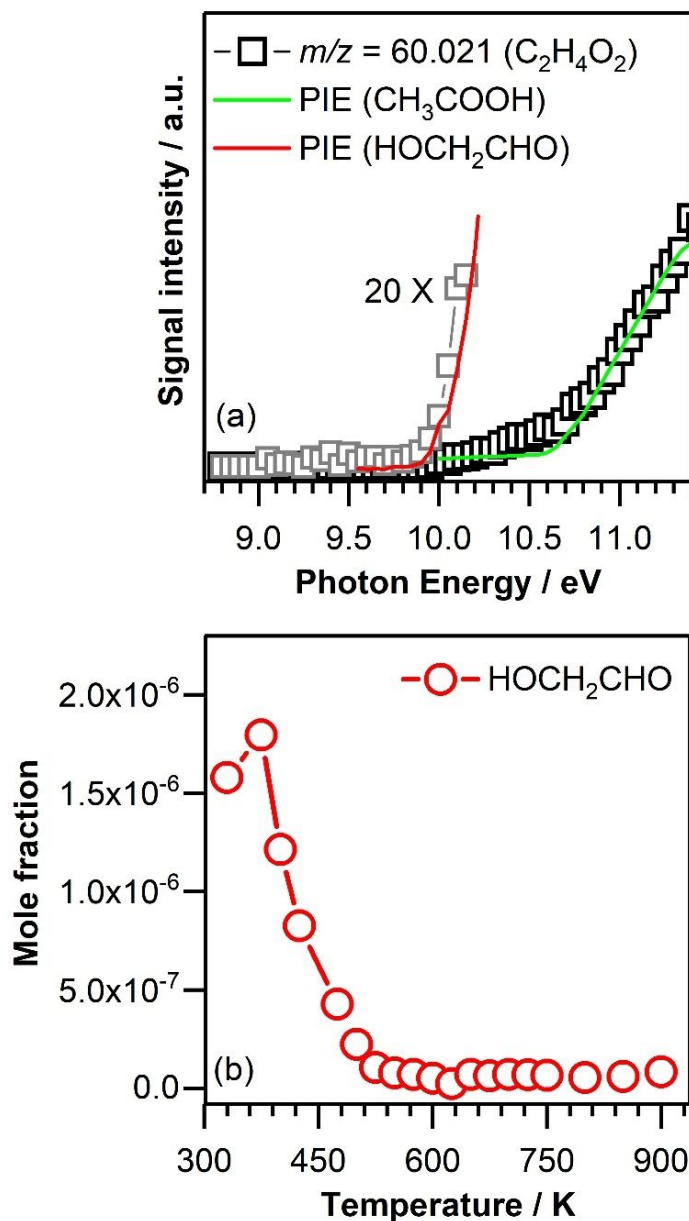 m/z = 60.021 (C₂H₄O₂)
PIE (CH₃COOH)
PIE (HOCH₂CHO)
20 X
Signal intensity / a.u.
(a)
9.0 9.5 10.0 10.5 11.0
Photon Energy / eV
HOCH₂CHO
2.0x10⁻⁶
1.5x10⁻⁶
1.0x10⁻⁶
5.0x10⁻⁷
0.0
Mole fraction
(b)
300 450 600 750 900
Temperature / K